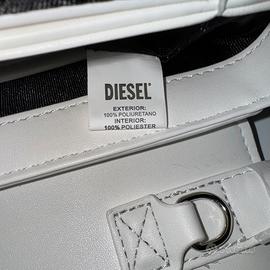 DIESEL
EXTERIOR:
100% POLIURETANO
INTERIOR:
100% POLIESTER